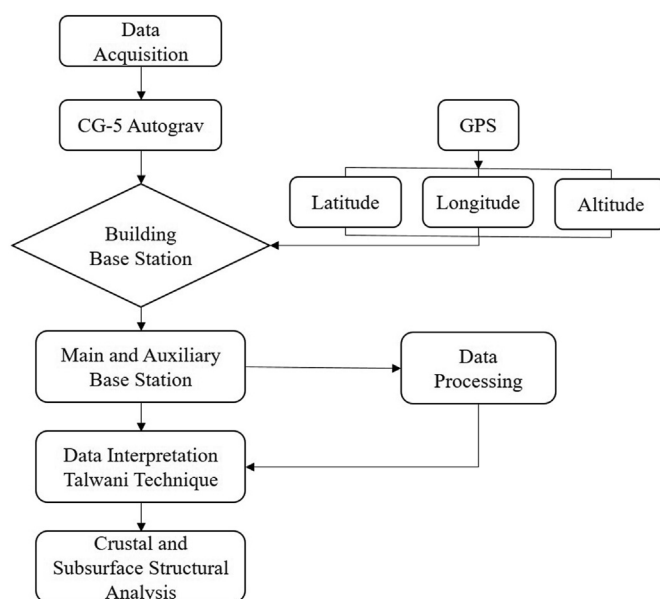 Data
Acquisition
CG-5 Autograv
GPS
Latitude
Longitude
Altitude
Building
Base Station
Main and Auxiliary
Base Station
Data
Processing
Data Interpretation
Talwani Technique
Crustal and
Subsurface Structural
Analysis